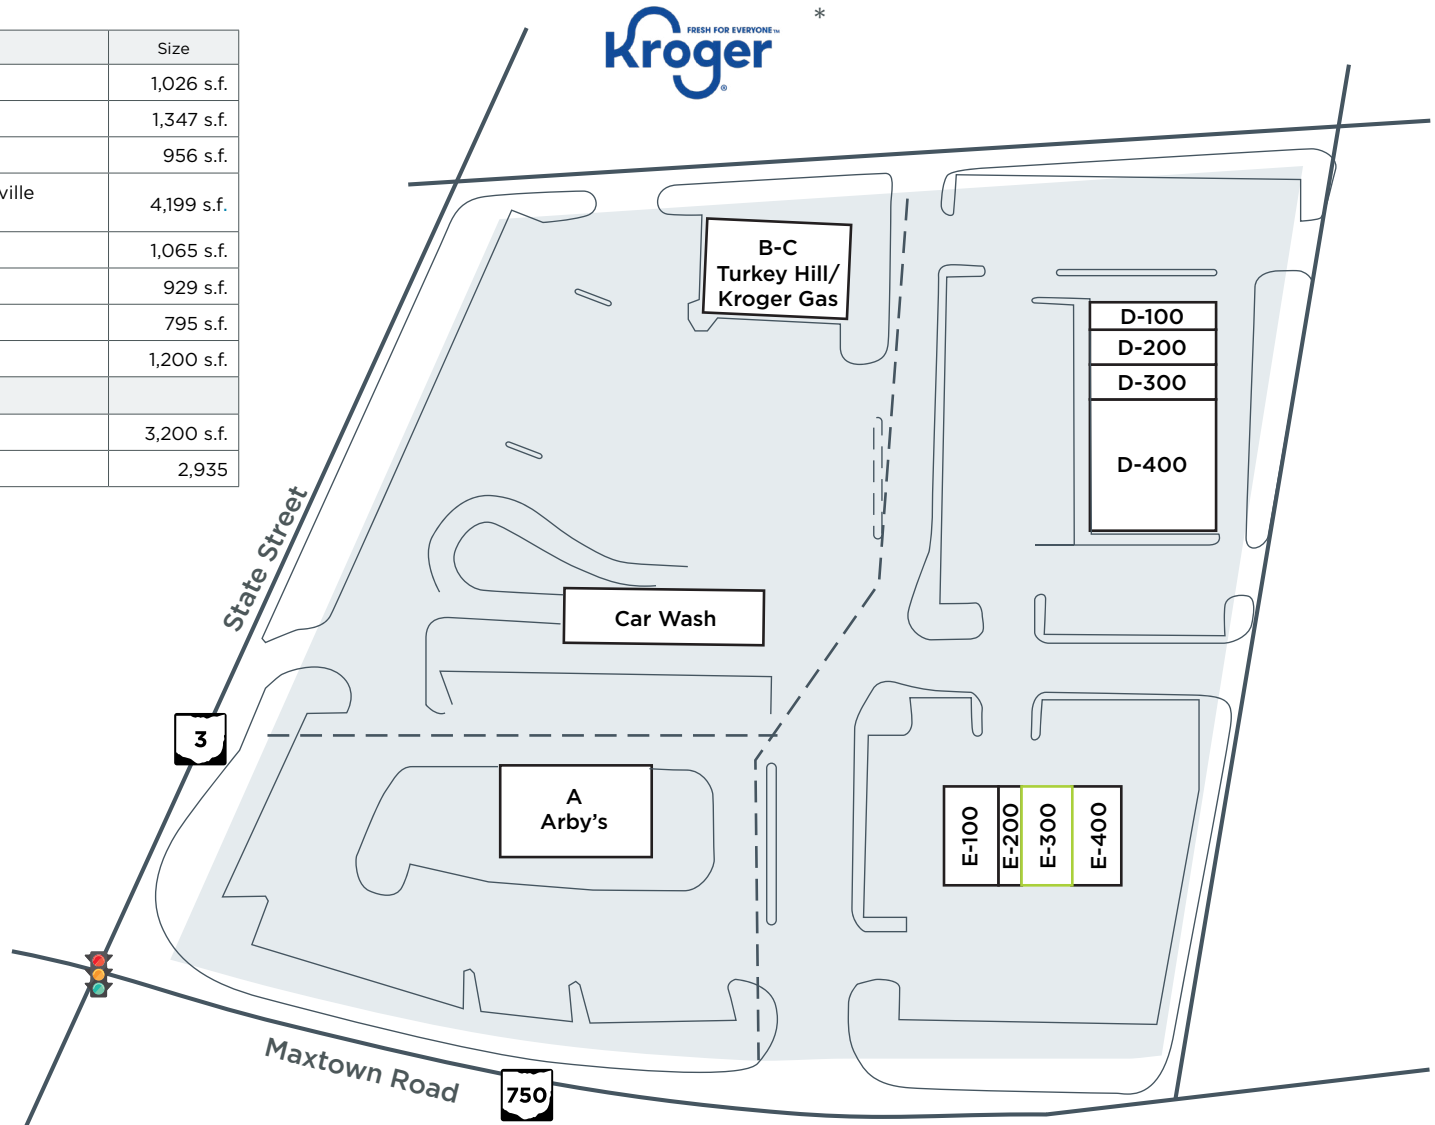 *
FRESH FOR EVERYONE™
Kroger®
Size
1,026 s.f.
1,347 s.f.
956 s.f.
ville
4,199 s.f.
1,065 s.f.
929 s.f.
795 s.f.
1,200 s.f.
3,200 s.f.
2,935
B-C
Turkey Hill/
Kroger Gas
D-100
D-200
D-300
D-400
State Street
Car Wash
3
A
Arby's
E-100
E-200
E-300
E-400
Maxtown Road
750